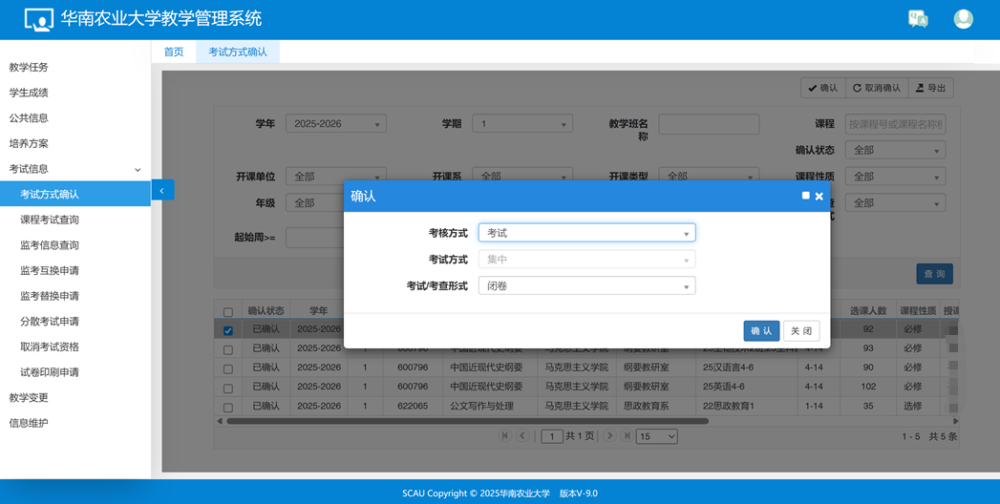 华南农业大学教学管理系统
首页 考试方式确认
教学任务
学生成绩
公共信息
培养方案
考试信息
考试方式确认
课程考试查询
监考信息查询
监考互换申请
监考替换申请
分散考试申请
取消考试资格
试卷印刷申请
教学变更
信息维护
确认 取消确认 导出
学年 2025-2026 学期 1 教学班名称 课程 按课程号或课程名称模
确认状态 全部
开课单位 全部 开课系 全部 开课类型 全部 课程性质 全部
年级 全部 全部
起始周>=
查 询
确认
考核方式 考试
考试方式 集中
考试/考查形式 闭卷
确 认 关 闭
确认状态 学年 选课人数 课程性质 授课
已确认 2025-2026 92 必修
已确认 2025-2026 1 600796 中国近现代史纲要 马克思主义学院 纲要教研室 4-14 93 必修
已确认 2025-2026 1 600796 中国近现代史纲要 马克思主义学院 纲要教研室 25汉语言4-6 4-14 90 必修
已确认 2025-2026 1 600796 中国近现代史纲要 马克思主义学院 纲要教研室 25英语4-6 4-14 102 必修
已确认 2025-2026 1 622065 公文写作与处理 马克思主义学院 思政教育系 22思政教育1 1-14 35 选修
1 共 1 页 15 1 - 5 共 5 条
SCAU Copyright © 2025华南农业大学 版本V-9.0